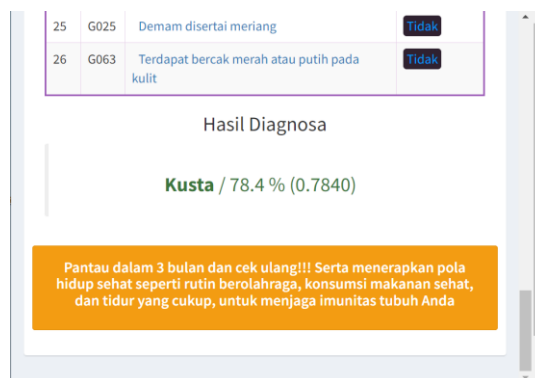 25 G025 Demam disertai meriang Tidak
26 G063 Terdapat bercak merah atau putih pada Tidak
kulit
Hasil Diagnosa
Kusta / 78.4 % (0.7840)
Pantau dalam 3 bulan dan cek ulang!!! Serta menerapkan pola
hidup sehat seperti rutin berolahraga, konsumsi makanan sehat,
dan tidur yang cukup, untuk menjaga imunitas tubuh Anda